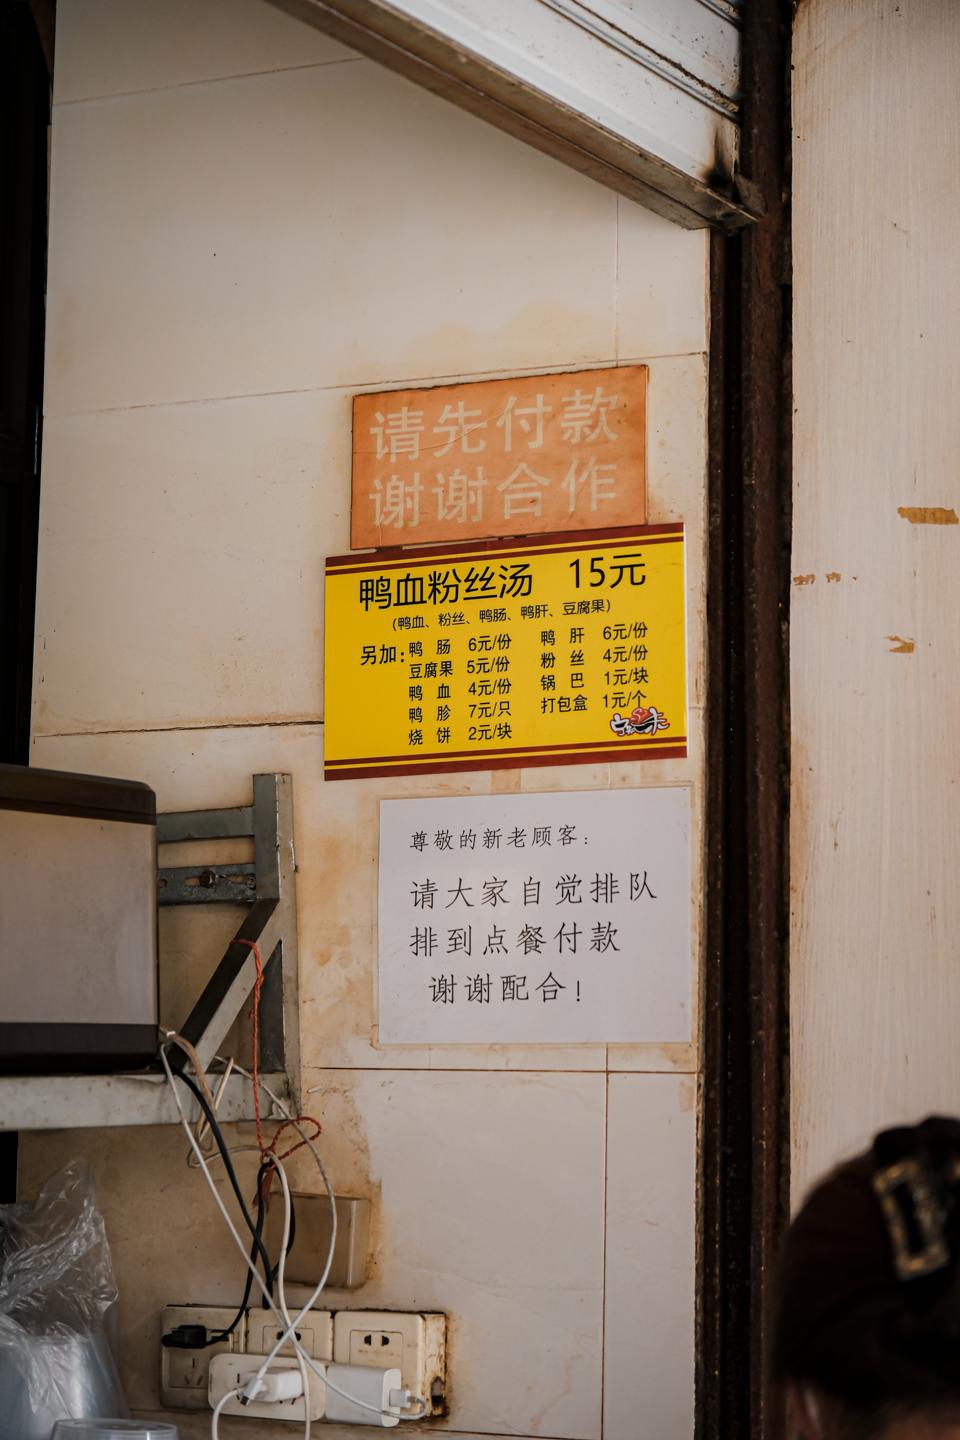 请先付款
谢谢合作
鸭血粉丝汤 15元
（鸭血、粉丝、鸭肠、鸭肝、豆腐果）
另加：鸭肠 6元/份 鸭肝 6元/份
豆腐果 5元/份 粉丝 4元/份
鸭血 4元/份 锅巴 1元/块
鸭胗 7元/只 打包盒 1元/个
烧饼 2元/块
尊敬的新老顾客：
请大家自觉排队
排到点餐付款
谢谢配合！